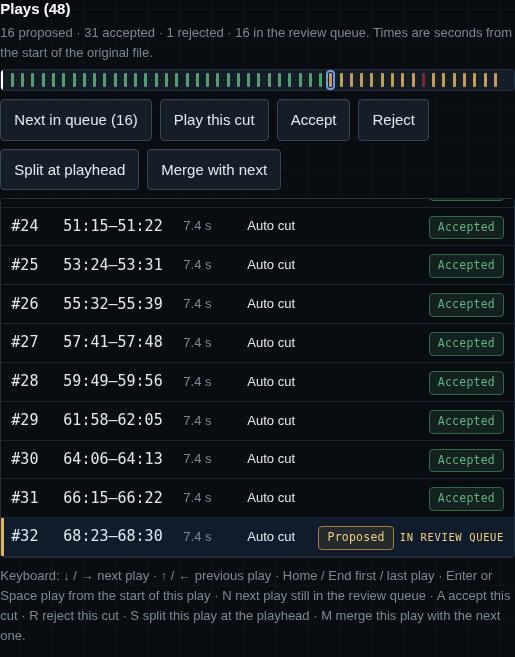 Plays (48)
16 proposed · 31 accepted · 1 rejected · 16 in the review queue. Times are seconds from
the start of the original file.
Next in queue (16) Play this cut Accept Reject
Split at playhead Merge with next
#24 51:15–51:22 7.4 s Auto cut Accepted
#25 53:24–53:31 7.4 s Auto cut Accepted
#26 55:32–55:39 7.4 s Auto cut Accepted
#27 57:41–57:48 7.4 s Auto cut Accepted
#28 59:49–59:56 7.4 s Auto cut Accepted
#29 61:58–62:05 7.4 s Auto cut Accepted
#30 64:06–64:13 7.4 s Auto cut Accepted
#31 66:15–66:22 7.4 s Auto cut Accepted
#32 68:23–68:30 7.4 s Auto cut Proposed IN REVIEW QUEUE
Keyboard: ↓ / → next play · ↑ / ← previous play · Home / End first / last play · Enter or
Space play from the start of this play · N next play still in the review queue · A accept this
cut · R reject this cut · S split this play at the playhead · M merge this play with the next
one.